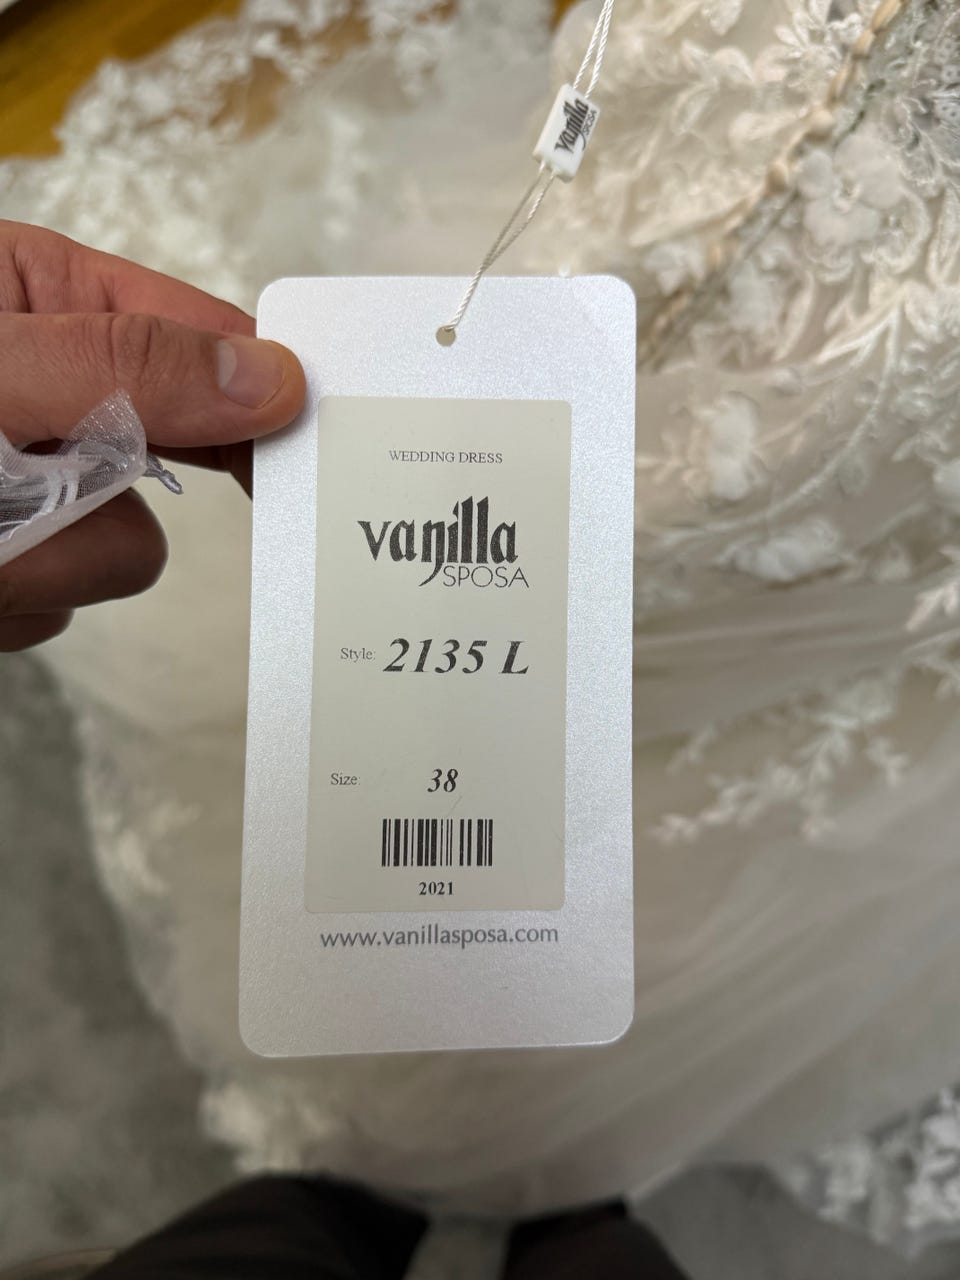 vanilla
SPOSA
WEDDING DRESS
vanilla
SPOSA
Style: 2135 L
Size: 38
2021
www.vanillasposa.com